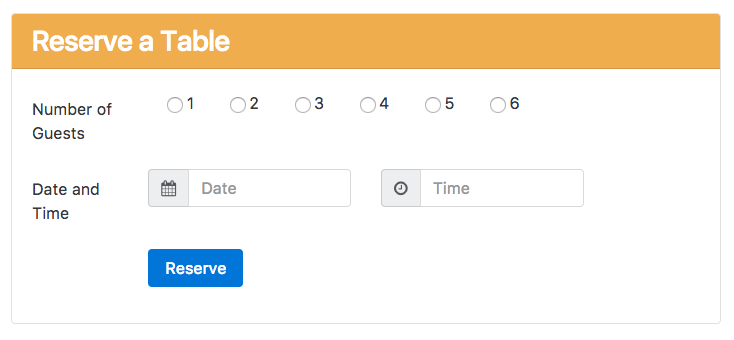 Reserve a Table
Number of Guests
1 2 3 4 5 6
Date and Time
Date
Time
Reserve